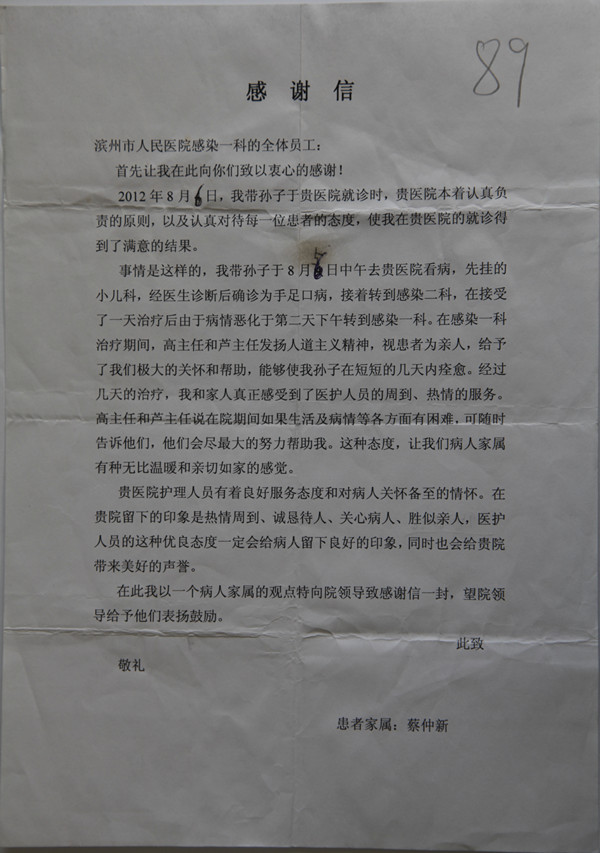 89
感 谢 信
滨州市人民医院感染一科的全体员工：
首先让我在此向你们致以衷心的感谢！
2012年8月6日，我带孙子于贵医院就诊时，贵医院本着认真负
责的原则，以及认真对待每一位患者的态度，使我在贵医院的就诊得
到了满意的结果。
事情是这样的，我带孙子于8月日中午去贵医院看病，先挂的
小儿科，经医生诊断后确诊为手足口病，接着转到感染二科，在接受
了一天治疗后由于病情恶化于第二天下午转到感染一科。在感染一科
治疗期间，高主任和芦主任发扬人道主义精神，视患者为亲人，给予
了我们极大的关怀和帮助，能够使我孙子在短短的几天内痊愈。经过
几天的治疗，我和家人真正感受到了医护人员的周到、热情的服务。
高主任和芦主任说在院期间如果生活及病情等各方面有困难，可随时
告诉他们，他们会尽最大的努力帮助我。这种态度，让我们病人家属
有种无比温暖和亲切如家的感觉。
贵医院护理人员有着良好服务态度和对病人关怀备至的情怀。在
贵院留下的印象是热情周到、诚恳待人、关心病人、胜似亲人，医护
人员的这种优良态度一定会给病人留下良好的印象，同时也会给贵院
带来美好的声誉。
在此我以一个病人家属的观点特向院领导致感谢信一封，望院领
导给予他们表扬鼓励。
此致
敬礼
患者家属：蔡仲新